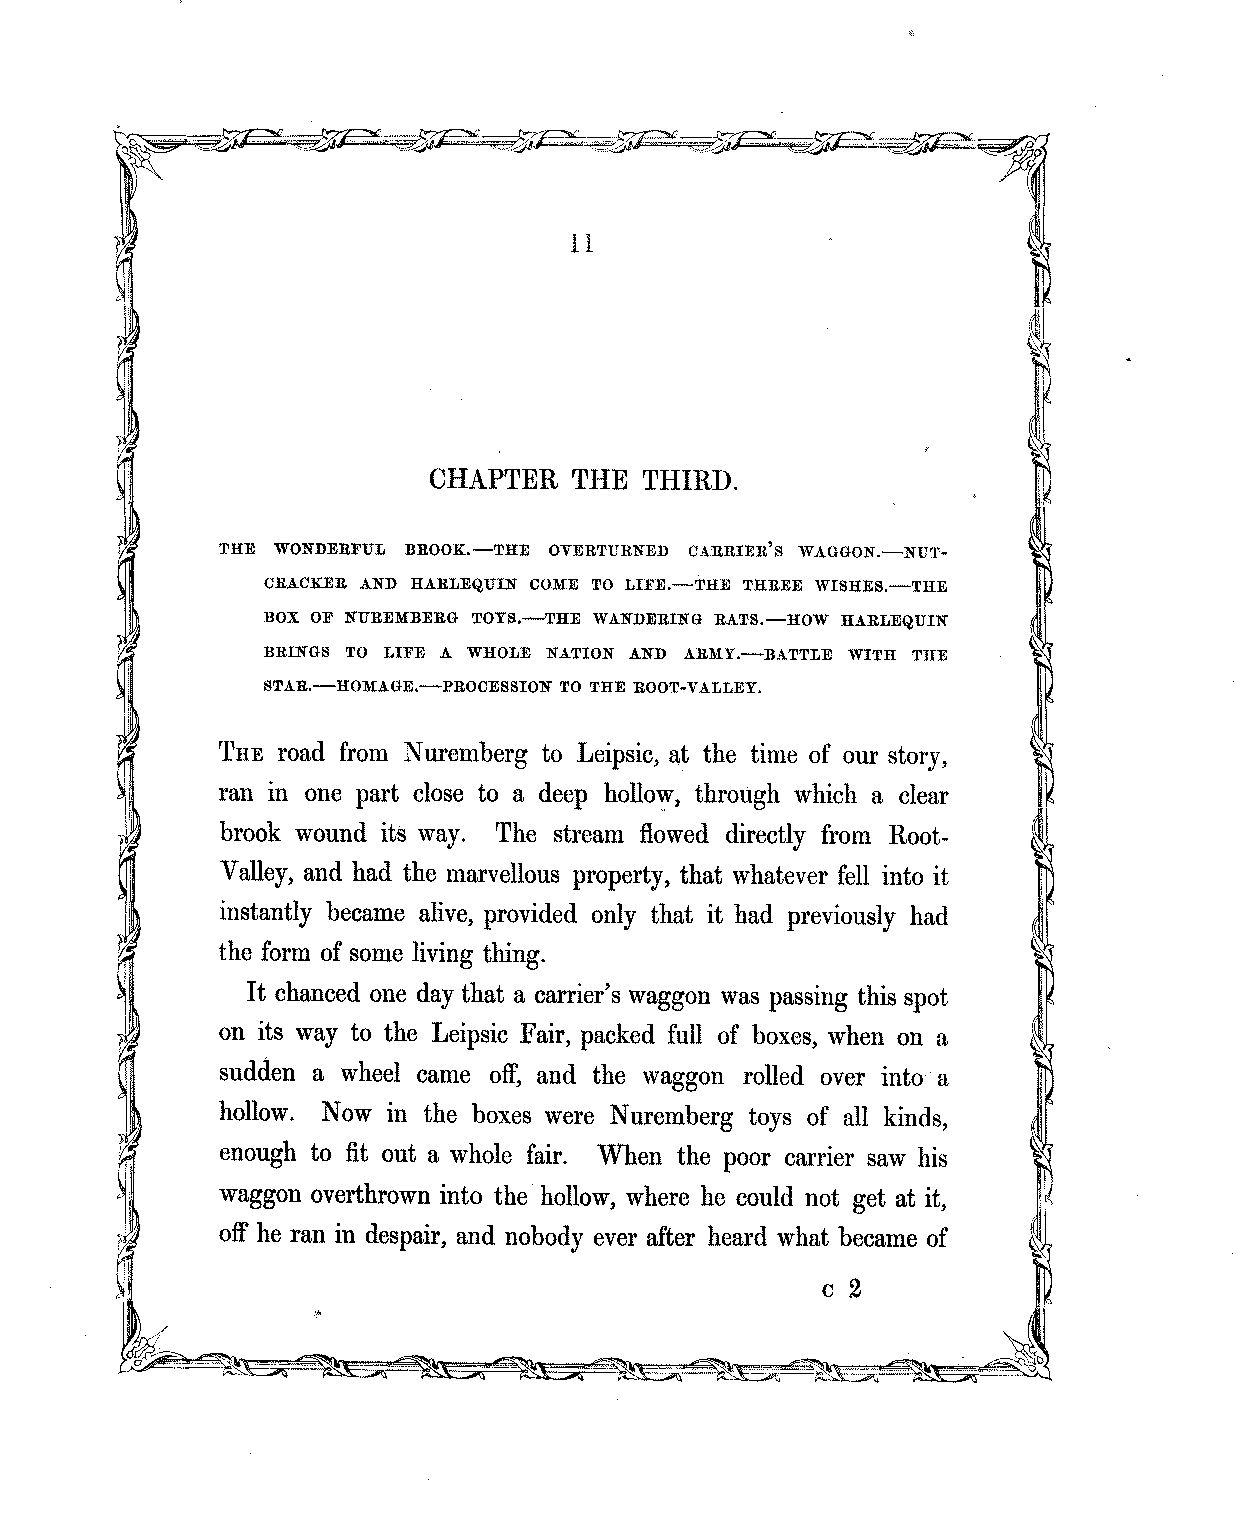 11
CHAPTER THE THIRD.
THE WONDERFUL BROOK.—THE OVERTURNED CARRIER'S WAGGON.—NUT-
CRACKER AND HARLEQUIN COME TO LIFE.—THE THREE WISHES.—THE
BOX OF NUREMBERG TOYS.—THE WANDERING RATS.—HOW HARLEQUIN
BRINGS TO LIFE A WHOLE NATION AND ARMY.—BATTLE WITH THE
STAR.—HOMAGE.—PROCESSION TO THE ROOT-VALLEY.
THE road from Nuremberg to Leipsic, at the time of our story,
ran in one part close to a deep hollow, through which a clear
brook wound its way. The stream flowed directly from Root-
Valley, and had the marvellous property, that whatever fell into it
instantly became alive, provided only that it had previously had
the form of some living thing.
It chanced one day that a carrier's waggon was passing this spot
on its way to the Leipsic Fair, packed full of boxes, when on a
sudden a wheel came off, and the waggon rolled over into a
hollow. Now in the boxes were Nuremberg toys of all kinds,
enough to fit out a whole fair. When the poor carrier saw his
waggon overthrown into the hollow, where he could not get at it,
off he ran in despair, and nobody ever after heard what became of
C 2